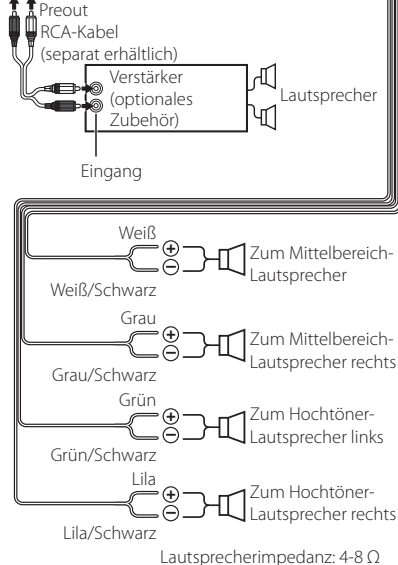 Preout
RCA-Kabel
(separat erhältlich)
Verstärker
(optionales
Zubehör)
Lautsprecher
Eingang
Weiß
+
−
Zum Mittelbereich-
Lautsprecher
Weiß/Schwarz
Grau
+
−
Zum Mittelbereich-
Lautsprecher rechts
Grau/Schwarz
Grün
+
−
Zum Hochtöner-
Lautsprecher links
Grün/Schwarz
Lila
+
−
Zum Hochtöner-
Lautsprecher rechts
Lila/Schwarz
Lautsprecherimpedanz: 4-8 Ω